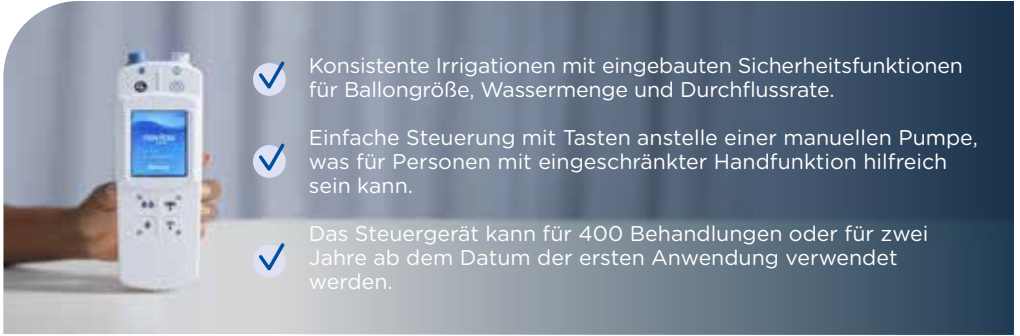 Konsistente Irrigationen mit eingebauten Sicherheitsfunktionen
für Ballongröße, Wassermenge und Durchflussrate.
Einfache Steuerung mit Tasten anstelle einer manuellen Pumpe,
was für Personen mit eingeschränkter Handfunktion hilfreich
sein kann.
Das Steuergerät kann für 400 Behandlungen oder für zwei
Jahre ab dem Datum der ersten Anwendung verwendet
werden.